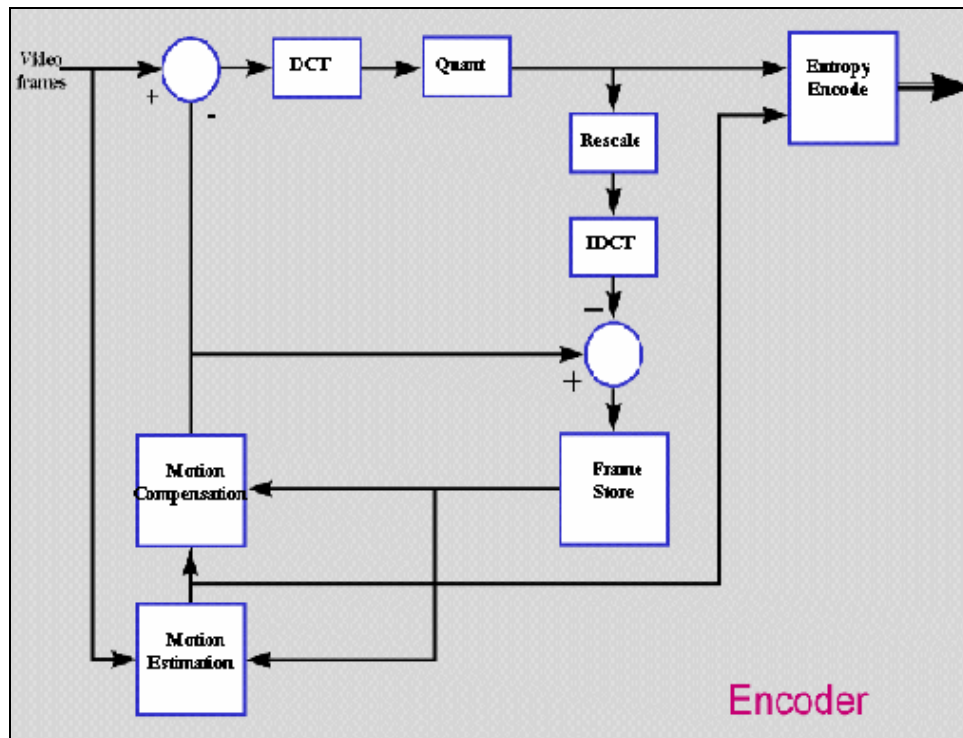 Video
frames
+
-
DCT
Quant
Entropy
Encode
Rescale
IDCT
−
+
Motion
Compensation
Frame
Store
Motion
Estimation
Encoder